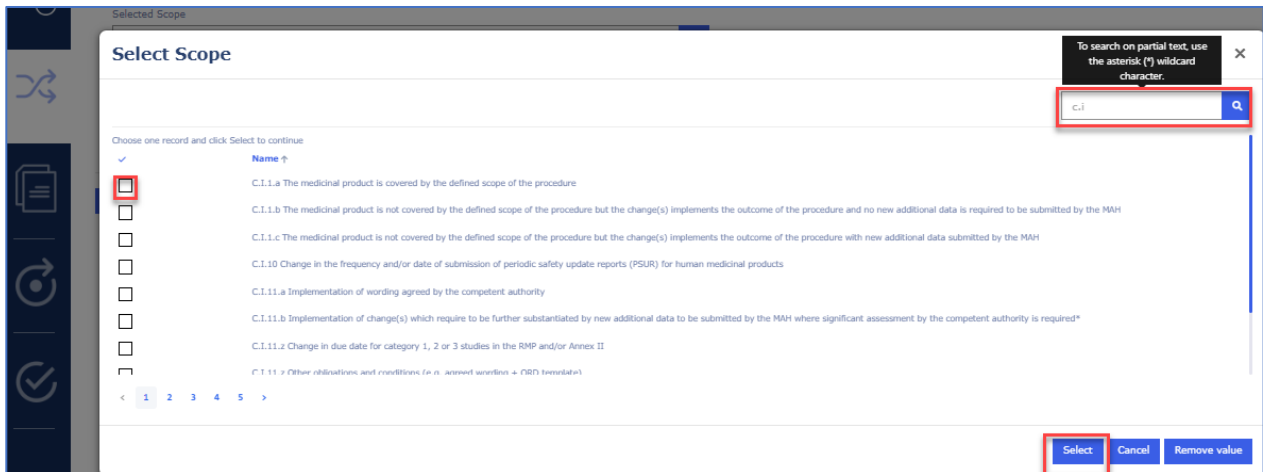 Selected Scope
Select Scope
To search on partial text, use
the asterisk (*) wildcard
character.
×
c.i
Choose one record and click Select to continue
✓ Name ↑
C.I.1.a The medicinal product is covered by the defined scope of the procedure
C.I.1.b The medicinal product is not covered by the defined scope of the procedure but the change(s) implements the outcome of the procedure and no new additional data is required to be submitted by the MAH
C.I.1.c The medicinal product is not covered by the defined scope of the procedure but the change(s) implements the outcome of the procedure with new additional data submitted by the MAH
C.I.10 Change in the frequency and/or date of submission of periodic safety update reports (PSUR) for human medicinal products
C.I.11.a Implementation of wording agreed by the competent authority
C.I.11.b Implementation of change(s) which require to be further substantiated by new additional data to be submitted by the MAH where significant assessment by the competent authority is required*
C.I.11.z Change in due date for category 1, 2 or 3 studies in the RMP and/or Annex II
C.I.11.z Other obligations and conditions (e.g. agreed wording + QRD template)
< 1 2 3 4 5 >
Select Cancel Remove value